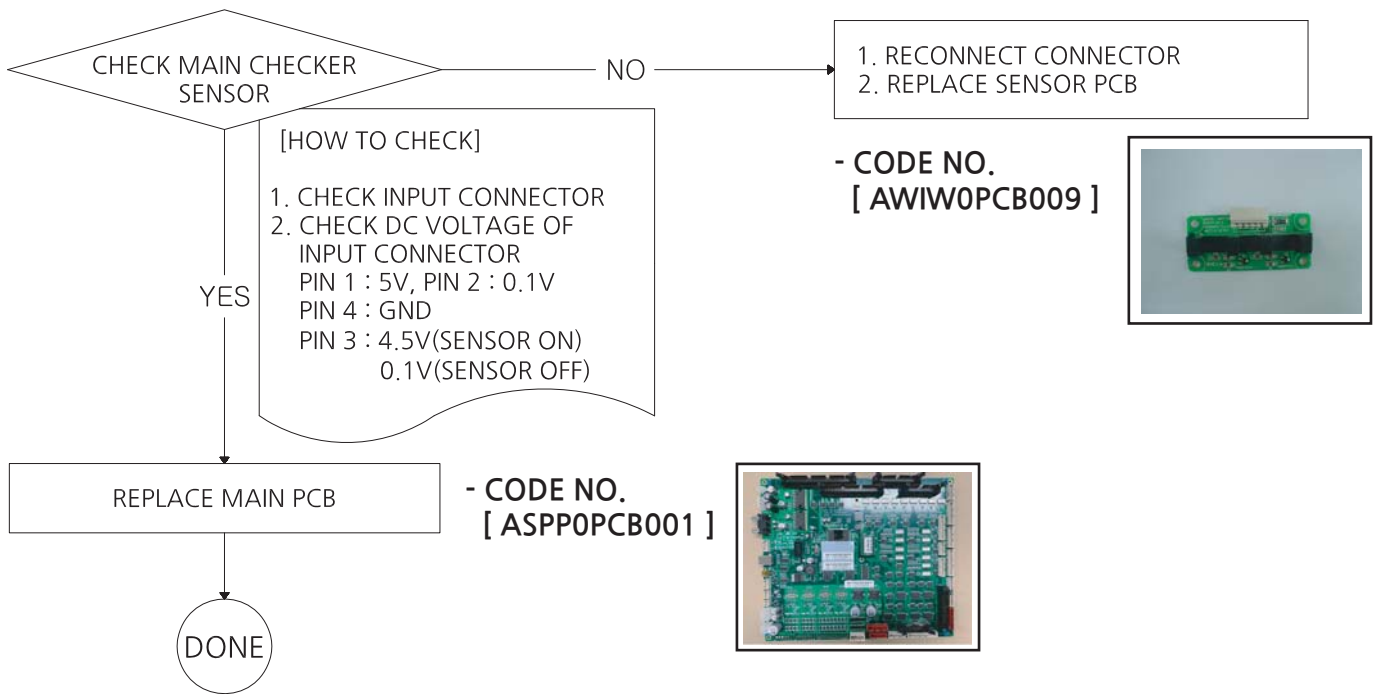 CHECK MAIN CHECKER
SENSOR
NO
1. RECONNECT CONNECTOR
2. REPLACE SENSOR PCB
- CODE NO.
[ AWIW0PCB009 ]
[HOW TO CHECK]
1. CHECK INPUT CONNECTOR
2. CHECK DC VOLTAGE OF
INPUT CONNECTOR
PIN 1 : 5V, PIN 2 : 0.1V
PIN 4 : GND
PIN 3 : 4.5V(SENSOR ON)
0.1V(SENSOR OFF)
YES
REPLACE MAIN PCB
- CODE NO.
[ ASPP0PCB001 ]
DONE